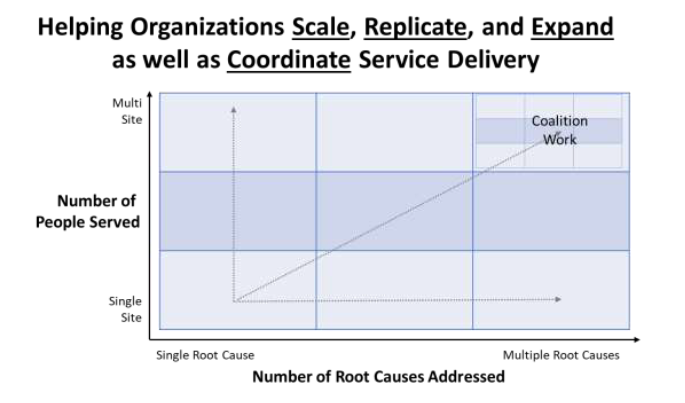 Helping Organizations Scale, Replicate, and Expand
as well as Coordinate Service Delivery
Multi
Site
Coalition
Work
Number of
People Served
Single
Site
Single Root Cause
Multiple Root Causes
Number of Root Causes Addressed